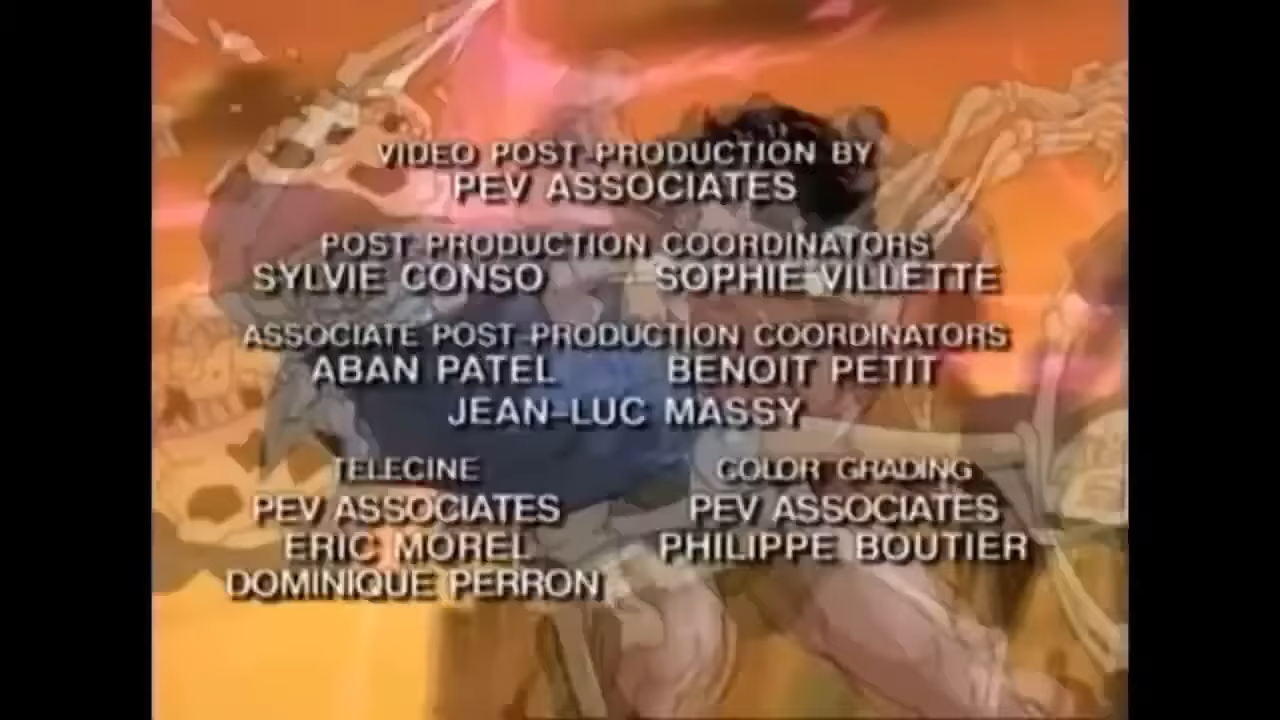 VIDEO POST-PRODUCTION BY
PEV ASSOCIATES
POST-PRODUCTION COORDINATORS
SYLVIE CONSO SOPHIE VILLETTE
ASSOCIATE POST-PRODUCTION COORDINATORS
ABAN PATEL BENOIT PETIT
JEAN-LUC MASSY
TELECINE COLOR GRADING
PEV ASSOCIATES PEV ASSOCIATES
ERIC MOREL PHILIPPE BOUTIER
DOMINIQUE PERRON